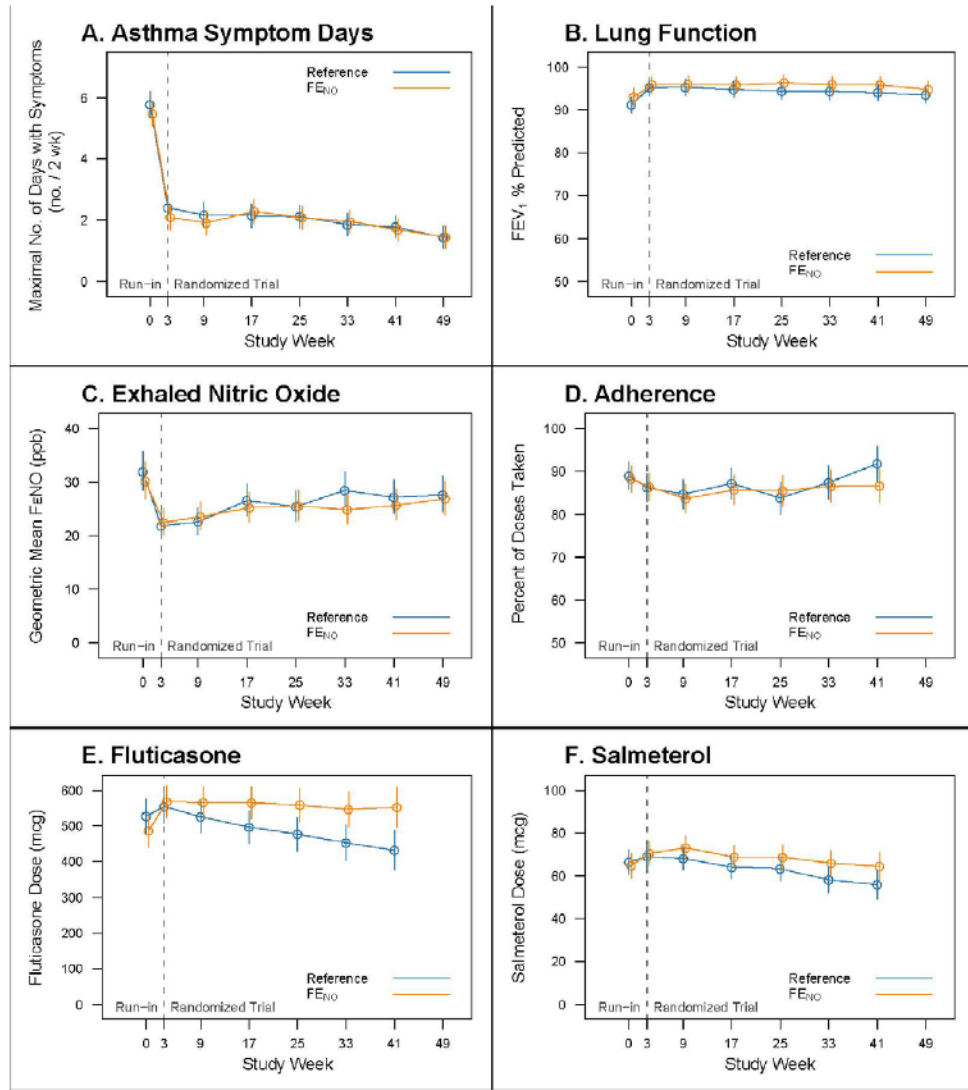 A. Asthma Symptom Days
Maximal No. of Days with Symptoms
(no. / 2 wk)
6
4
2
0
Reference
FENO
Run-in
Randomized Trial
0 3 9 17 25 33 41 49
Study Week
B. Lung Function
FEV1 % Predicted
100
90
80
70
60
50
Reference
FENO
Run-in
Randomized Trial
0 3 9 17 25 33 41 49
Study Week
C. Exhaled Nitric Oxide
Geometric Mean FENO (ppb)
40
30
20
10
0
Reference
FENO
Run-in
Randomized Trial
0 3 9 17 25 33 41 49
Study Week
D. Adherence
Percent of Doses Taken
100
90
80
70
60
50
Reference
FENO
Run-in
Randomized Trial
0 3 9 17 25 33 41 49
Study Week
E. Fluticasone
Fluticasone Dose (mcg)
600
500
400
300
200
100
0
Reference
FENO
Run-in
Randomized Trial
0 3 9 17 25 33 41 49
Study Week
F. Salmeterol
Salmeterol Dose (mcg)
100
80
60
40
20
0
Reference
FENO
Run-in
Randomized Trial
0 3 9 17 25 33 41 49
Study Week